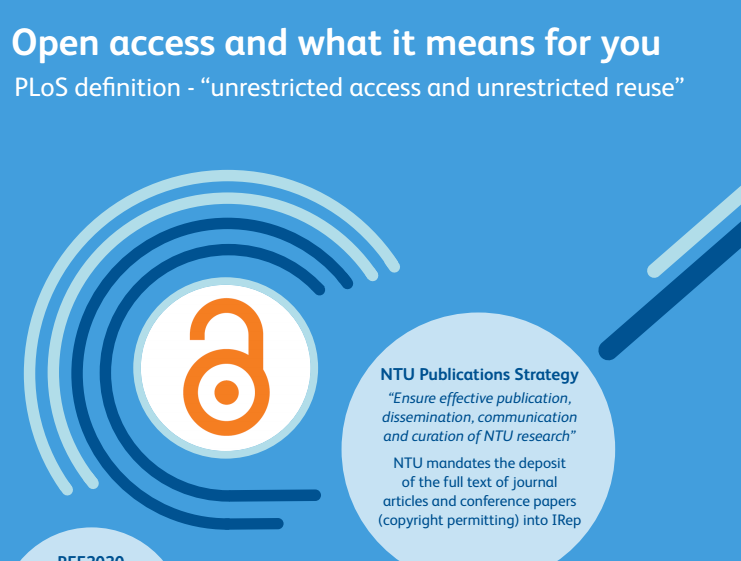 Open access and what it means for you
PLoS definition - “unrestricted access and unrestricted reuse”
NTU Publications Strategy
“Ensure effective publication,
dissemination, communication
and curation of NTU research”
NTU mandates the deposit
of the full text of journal
articles and conference papers
(copyright permitting) into IRep